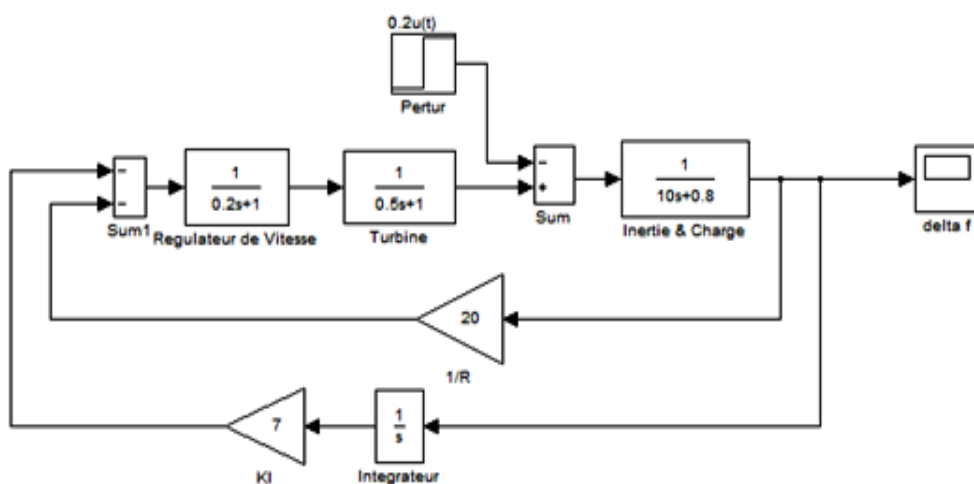 0.2u(t)
Pertur
−
−
Sum1
1
0.2s+1
Regulateur de Vitesse
1
0.5s+1
Turbine
−
+
Sum
1
10s+0.8
Inertie & Charge
delta f
20
1/R
7
KI
1
s
Integrateur